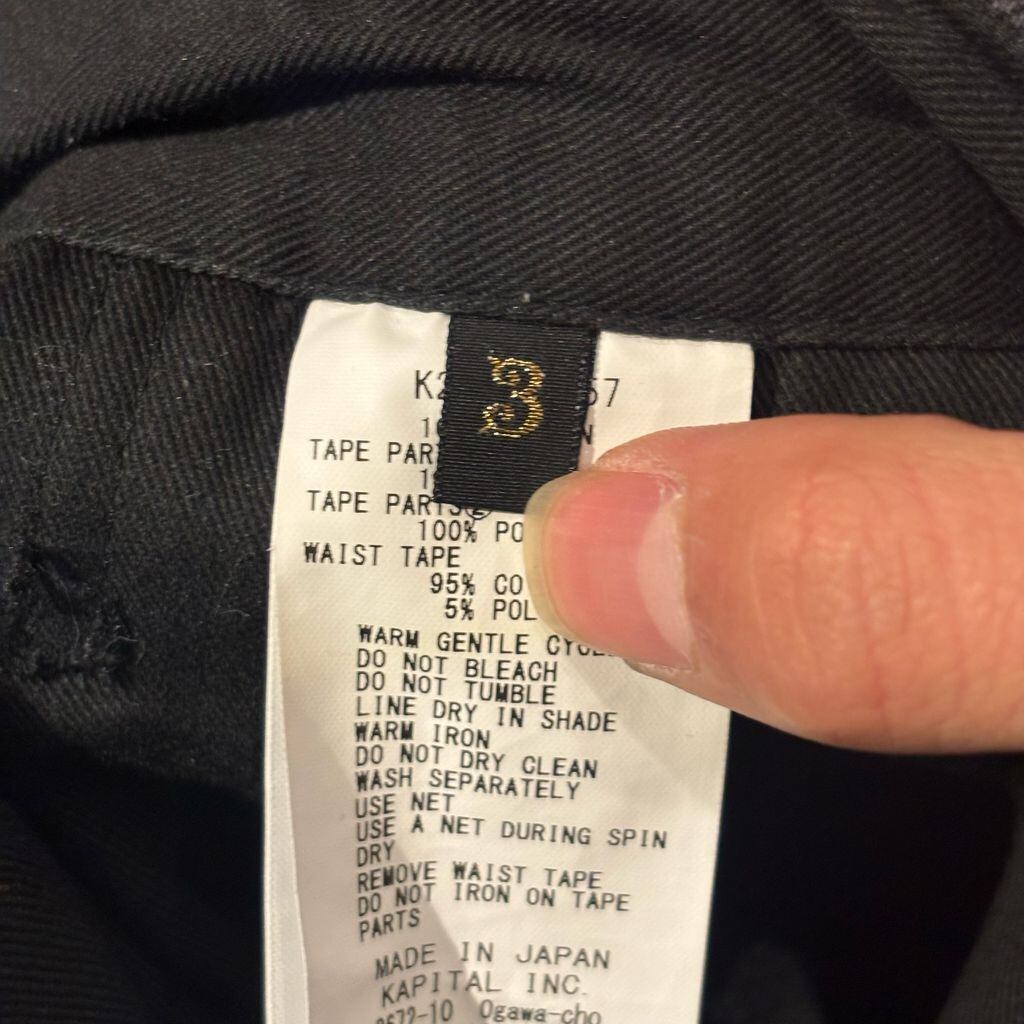 3
K2 57
TAPE PAR
TAPE PARTS②
100% PO
WAIST TAPE
95% CO
5% POL
WARM GENTLE CYCLE
DO NOT BLEACH
DO NOT TUMBLE
LINE DRY IN SHADE
WARM IRON
DO NOT DRY CLEAN
WASH SEPARATELY
USE NET
USE A NET DURING SPIN
DRY
REMOVE WAIST TAPE
DO NOT IRON ON TAPE
PARTS
MADE IN JAPAN
KAPITAL INC.
Ogawa-cho